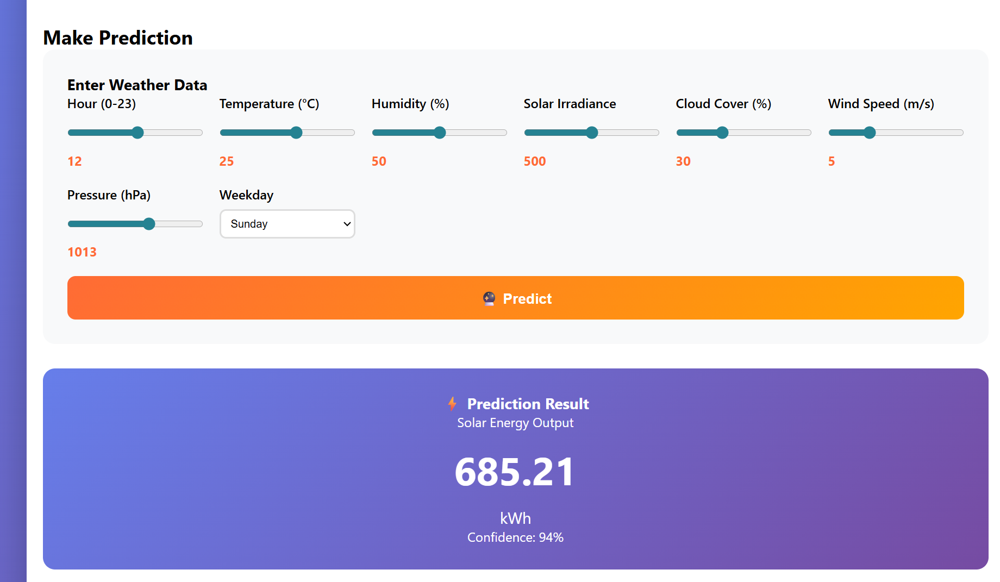 Make Prediction
Enter Weather Data
Hour (0-23)
Temperature (°C)
Humidity (%)
Solar Irradiance
Cloud Cover (%)
Wind Speed (m/s)
12
25
50
500
30
5
Pressure (hPa)
Weekday
Sunday
1013
🔮 Predict
⚡ Prediction Result
Solar Energy Output
685.21
kWh
Confidence: 94%